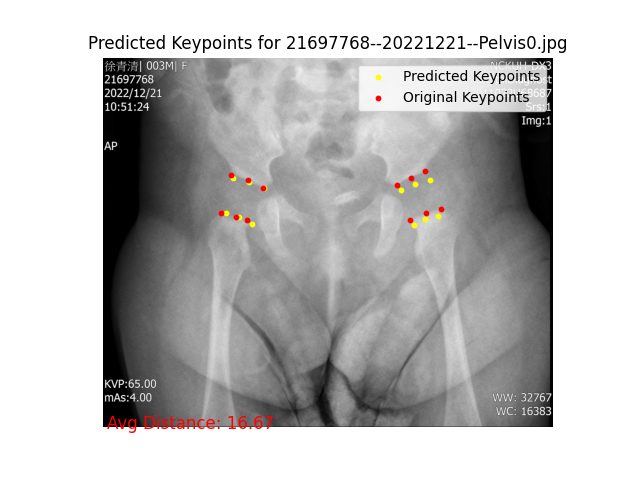 Predicted Keypoints for 21697768--20221221--Pelvis0.jpg
徐青清| 003M| F
21697768
2022/12/21
10:51:24
AP
Predicted Keypoints
Original Keypoints
Srs:1
Img:1
KVP:65.00
mAs:4.00
WW: 32767
WC: 16383
Avg Distance: 16.67